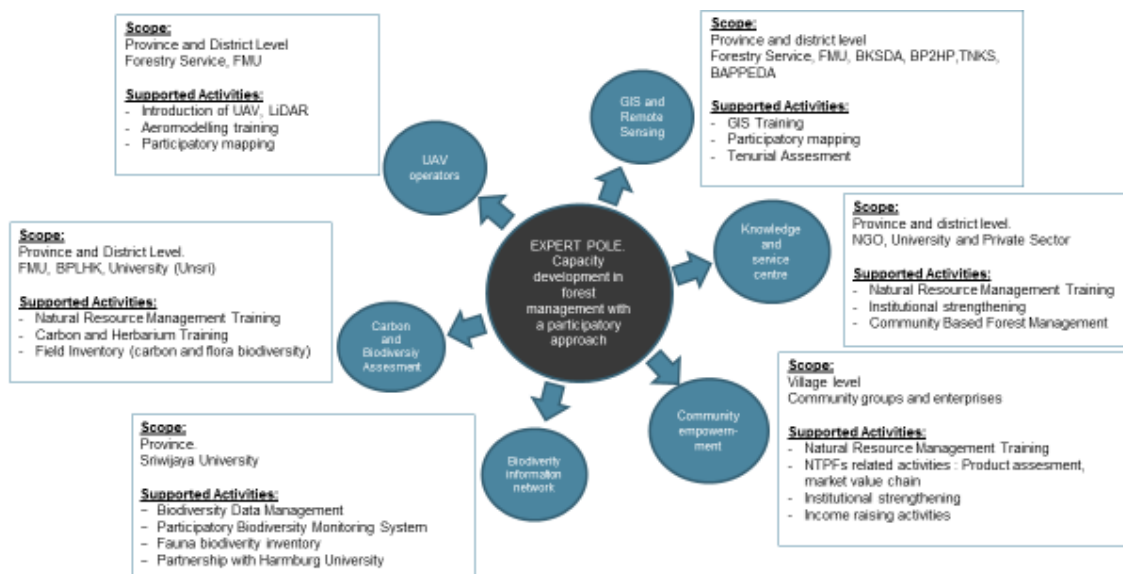 Scope:
Province and District Level
Forestry Service, FMU
Supported Activities:
- Introduction of UAV, LiDAR
- Aeromodelling training
- Participatory mapping
UAV
operators
Scope:
Province and district level
Forestry Service, FMU, BKSDA, BP2HP,TNKS,
BAPPEDA
Supported Activities:
- GIS Training
- Participatory mapping
- Tenurial Assesment
GIS and
Remote
Sensing
Scope:
Province and district level.
NGO, University and Private Sector
Supported Activities:
- Natural Resource Management Training
- Institutional strengthening
- Community Based Forest Management
Knowledge
and
service
centre
EXPERT POLE.
Capacity
development in
forest
management with
a participatory
approach
Scope:
Province and District Level.
FMU, BPLHK, University (Unsri)
Supported Activities:
- Natural Resource Management Training
- Carbon and Herbarium Training
- Field Inventory (carbon and flora biodiversity)
Carbon
and
Biodiversiy
Assesment
Scope:
Village level
Community groups and enterprises
Supported Activities:
- Natural Resource Management Training
- NTPFs related activities : Product assesment,
market value chain
- Institutional strengthening
- Income raising activities
Community
empowern-
ment
Scope:
Province.
Sriwijaya University
Supported Activities:
– Biodiversity Data Management
– Participatory Biodiversity Monitoring System
– Fauna biodiverity inventory
– Partnership with Harmburg University
Biodiverity
information
network